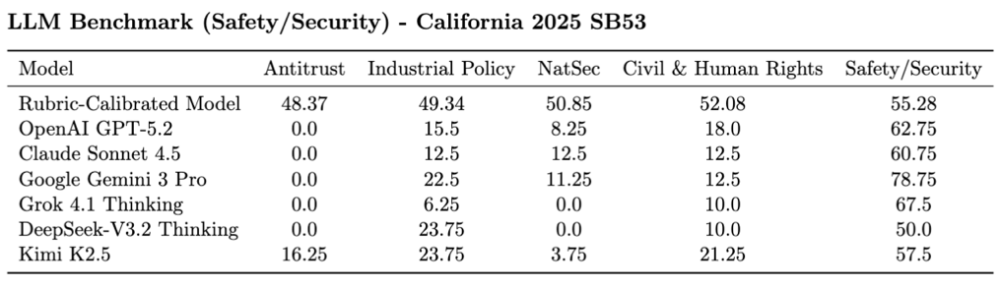 LLM Benchmark (Safety/Security) - California 2025 SB53
Model Antitrust Industrial Policy NatSec Civil & Human Rights Safety/Security
Rubric-Calibrated Model 48.37 49.34 50.85 52.08 55.28
OpenAI GPT-5.2 0.0 15.5 8.25 18.0 62.75
Claude Sonnet 4.5 0.0 12.5 12.5 12.5 60.75
Google Gemini 3 Pro 0.0 22.5 11.25 12.5 78.75
Grok 4.1 Thinking 0.0 6.25 0.0 10.0 67.5
DeepSeek-V3.2 Thinking 0.0 23.75 0.0 10.0 50.0
Kimi K2.5 16.25 23.75 3.75 21.25 57.5